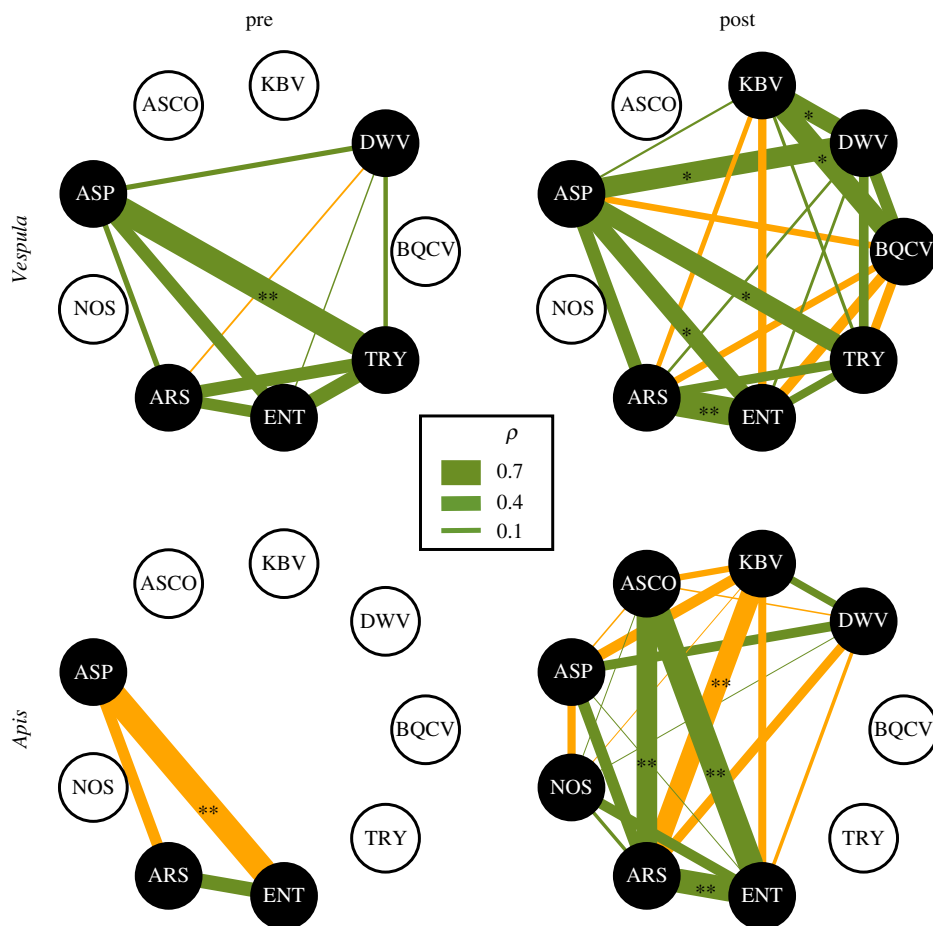 pre
post
KBV
ASCO
DWV
ASP
BQCV
NOS
TRY
ARS
ENT
**
Vespula
KBV
ASCO
DWV
ASP
BQCV
NOS
TRY
ARS
ENT
*
*
*
*
*
**
ρ
0.7
0.4
0.1
Apis
KBV
ASCO
DWV
ASP
BQCV
NOS
TRY
ARS
ENT
**
KBV
ASCO
DWV
ASP
BQCV
NOS
TRY
ARS
ENT
**
**
**
**